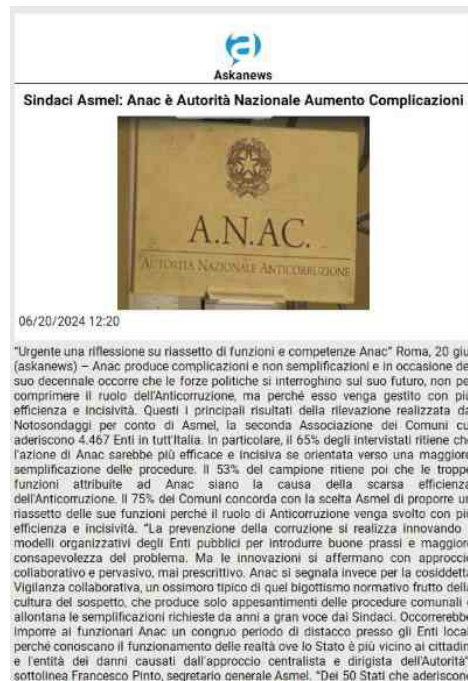 Askanews
Sindaci Asmel: Anac è Autorità Nazionale Aumento Complicazioni
A.N.AC.
AUTORITÀ NAZIONALE ANTICORRUZIONE
06/20/2024 12:20
"Urgente una riflessione su riassetto di funzioni e competenze Anac" Roma, 20 giu
(askanews) – Anac produce complicazioni e non semplificazioni e in occasione de
suo decennale occorre che le forze politiche si interroghino sul suo futuro, non pe
comprimere il ruolo dell'Anticorruzione, ma perché esso venga gestito con più
efficienza e incisività. Questi i principali risultati della rilevazione realizzata da
Notosondaggi per conto di Asmel, la seconda Associazione dei Comuni cu
aderiscono 4.467 Enti in tutt'Italia. In particolare, il 65% degli intervistati ritiene che
l'azione di Anac sarebbe più efficace e incisiva se orientata verso una maggiore
semplificazione delle procedure. Il 53% del campione ritiene poi che le troppe
funzioni attribuite ad Anac siano la causa della scarsa efficienza
dell'Anticorruzione. Il 75% dei Comuni concorda con la scelta Asmel di proporre un
riassetto delle sue funzioni perché il ruolo di Anticorruzione venga svolto con più
efficienza e incisività. "La prevenzione della corruzione si realizza innovando
modelli organizzativi degli Enti pubblici per introdurre buone prassi e maggiore
consapevolezza del problema. Ma le innovazioni si affermano con approccio
collaborativo e pervasivo, mai prescrittivo. Anac si segnala invece per la cosiddetta
Vigilanza collaborativa, un ossimoro tipico di quel bigottismo normativo frutto della
cultura del sospetto, che produce solo appesantimenti delle procedure comunali
allontana le semplificazioni richieste da anni a gran voce dai Sindaci. Occorrerebbe
imporre ai funzionari Anac un congruo periodo di distacco presso gli Enti local
perché conoscano il funzionamento delle realtà ove lo Stato è più vicino ai cittadin
e l'entità dei danni causati dall'approccio centralista e dirigista dell'Autorità"
sottolinea Francesco Pinto, segretario generale Asmel. "Dei 50 Stati che aderiscono